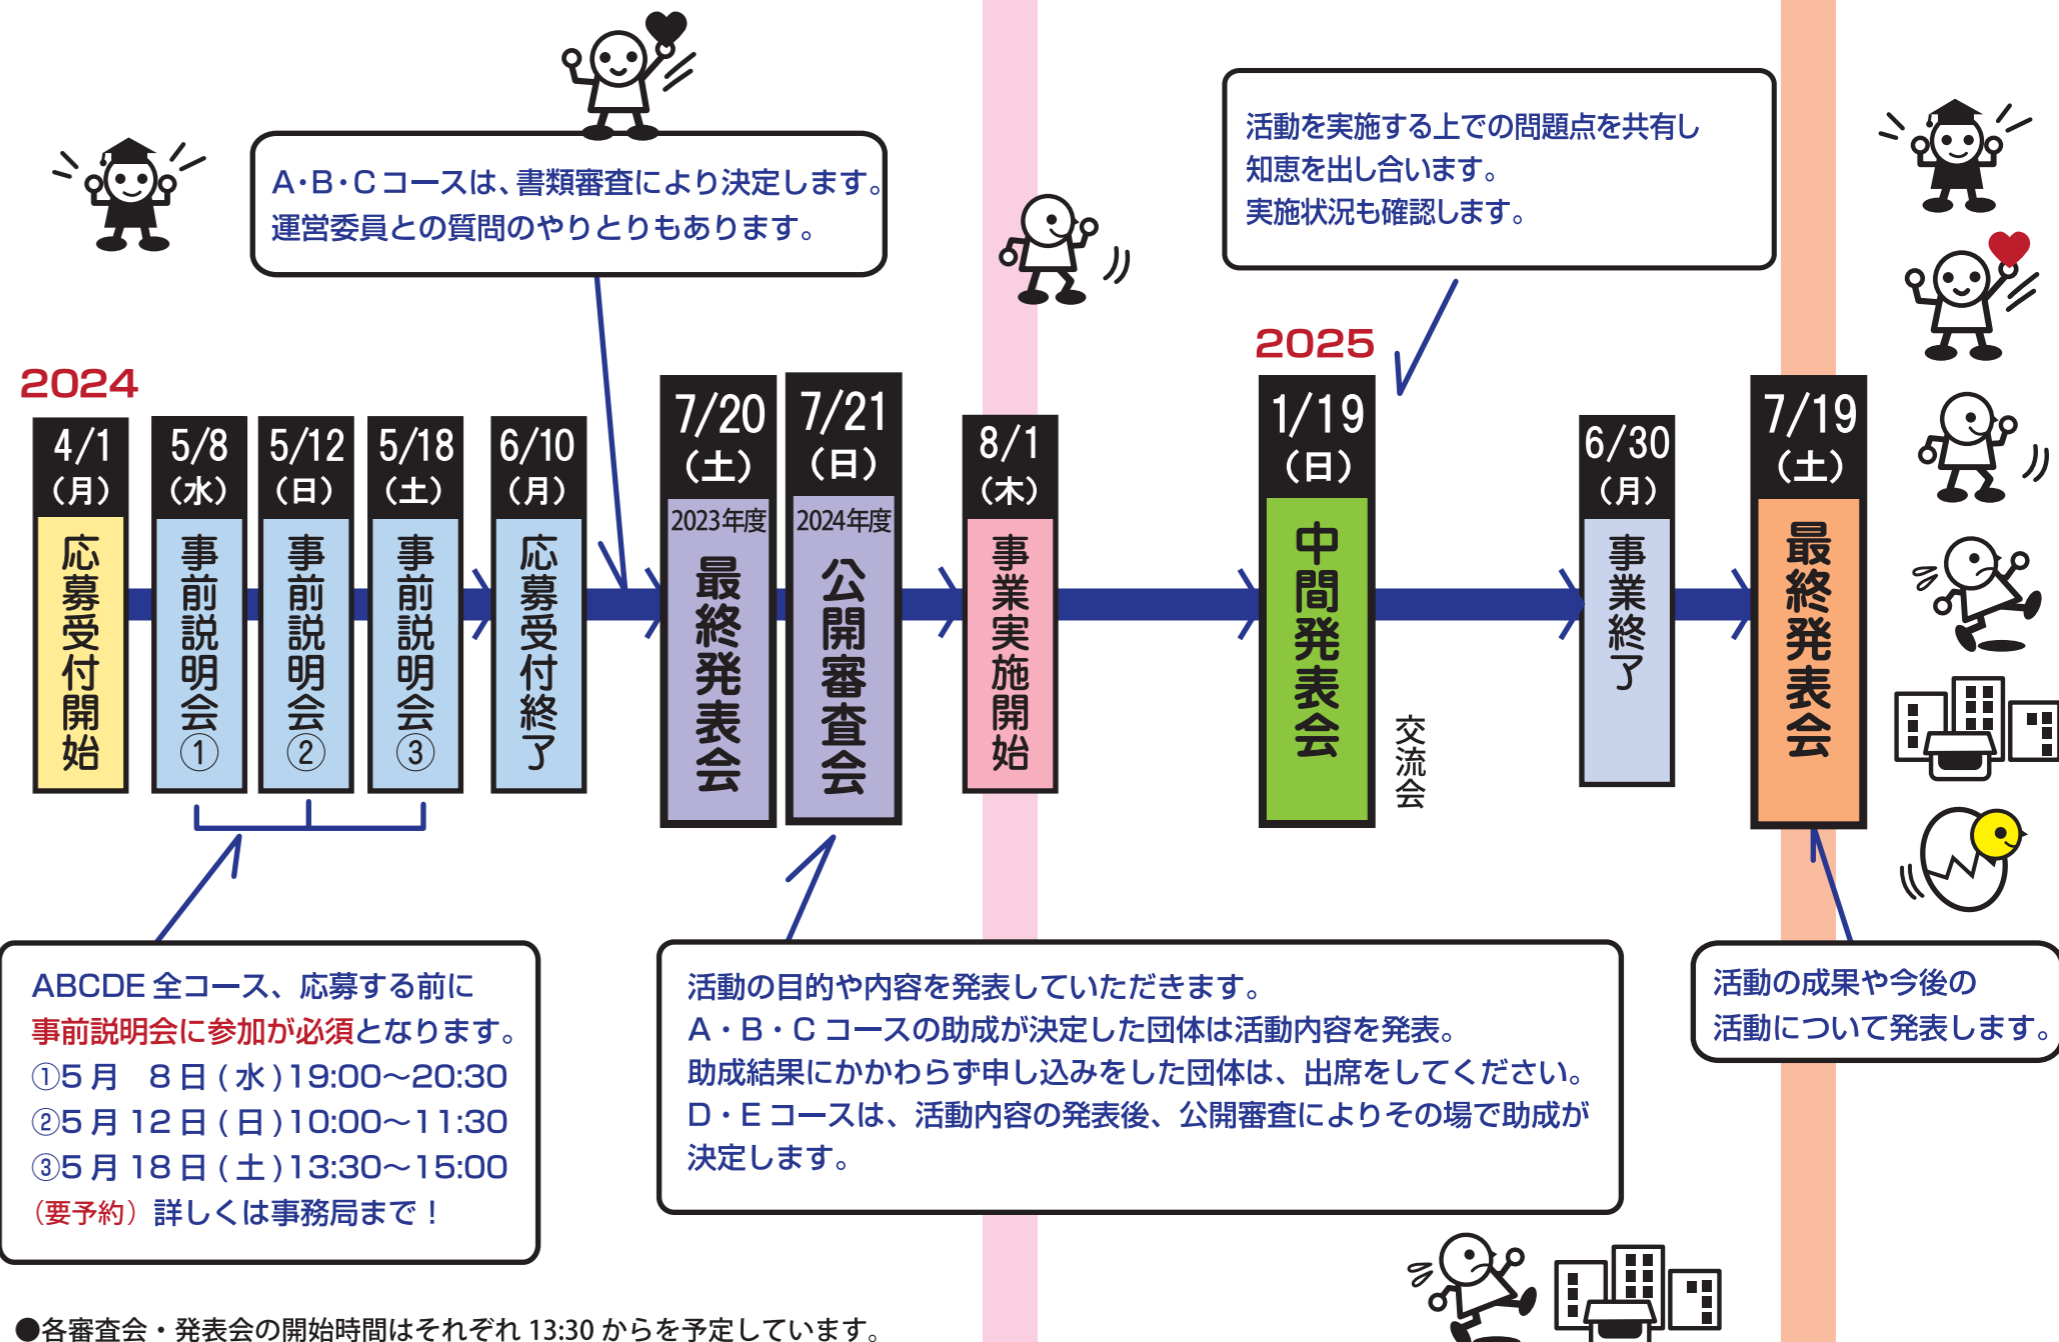 A・B・Cコースは、書類審査により決定します。
運営委員との質問のやりとりもあります。
活動を実施する上での問題点を共有し
知恵を出し合います。
実施状況も確認します。
2024
4/1
（月）
応募受付開始
5/8
（水）
事前説明会①
5/12
（日）
事前説明会②
5/18
（土）
事前説明会③
6/10
（月）
応募受付終了
7/20
（土）
2023年度
最終発表会
7/21
（日）
2024年度
公開審査会
8/1
（木）
事業実施開始
2025
1/19
（日）
中間発表会
交流会
6/30
（月）
事業終了
7/19
（土）
最終発表会
ABCDE 全コース、応募する前に
事前説明会に参加が必須となります。
①5月　8日(水)19:00〜20:30
②5月12日(日)10:00〜11:30
③5月18日(土)13:30〜15:00
（要予約）詳しくは事務局まで！
活動の目的や内容を発表していただきます。
A・B・Cコースの助成が決定した団体は活動内容を発表。
助成結果にかかわらず申し込みをした団体は、出席をしてください。
D・Eコースは、活動内容の発表後、公開審査によりその場で助成が
決定します。
活動の成果や今後の
活動について発表します。
●各審査会・発表会の開始時間はそれぞれ 13:30 からを予定しています。